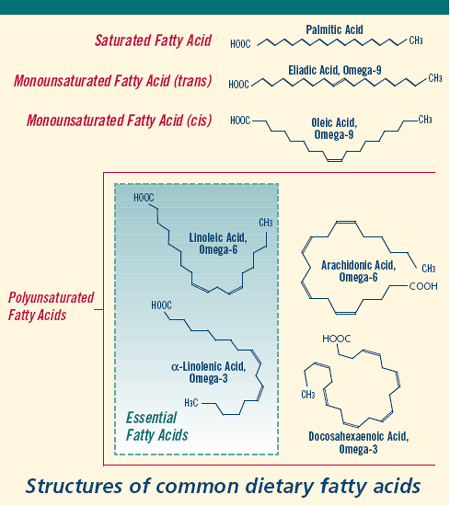 Saturated Fatty Acid
Palmitic Acid
HOOC
CH3
Monounsaturated Fatty Acid (trans)
Eliadic Acid, Omega-9
HOOC
CH3
Monounsaturated Fatty Acid (cis)
HOOC
Oleic Acid,
Omega-9
CH3
Polyunsaturated
Fatty Acids
HOOC
CH3
Linoleic Acid,
Omega-6
HOOC
α-Linolenic Acid,
Omega-3
H3C
Essential
Fatty Acids
Arachidonic Acid,
Omega-6
CH3
COOH
HOOC
CH3
Docosahexaenoic Acid,
Omega-3
Structures of common dietary fatty acids